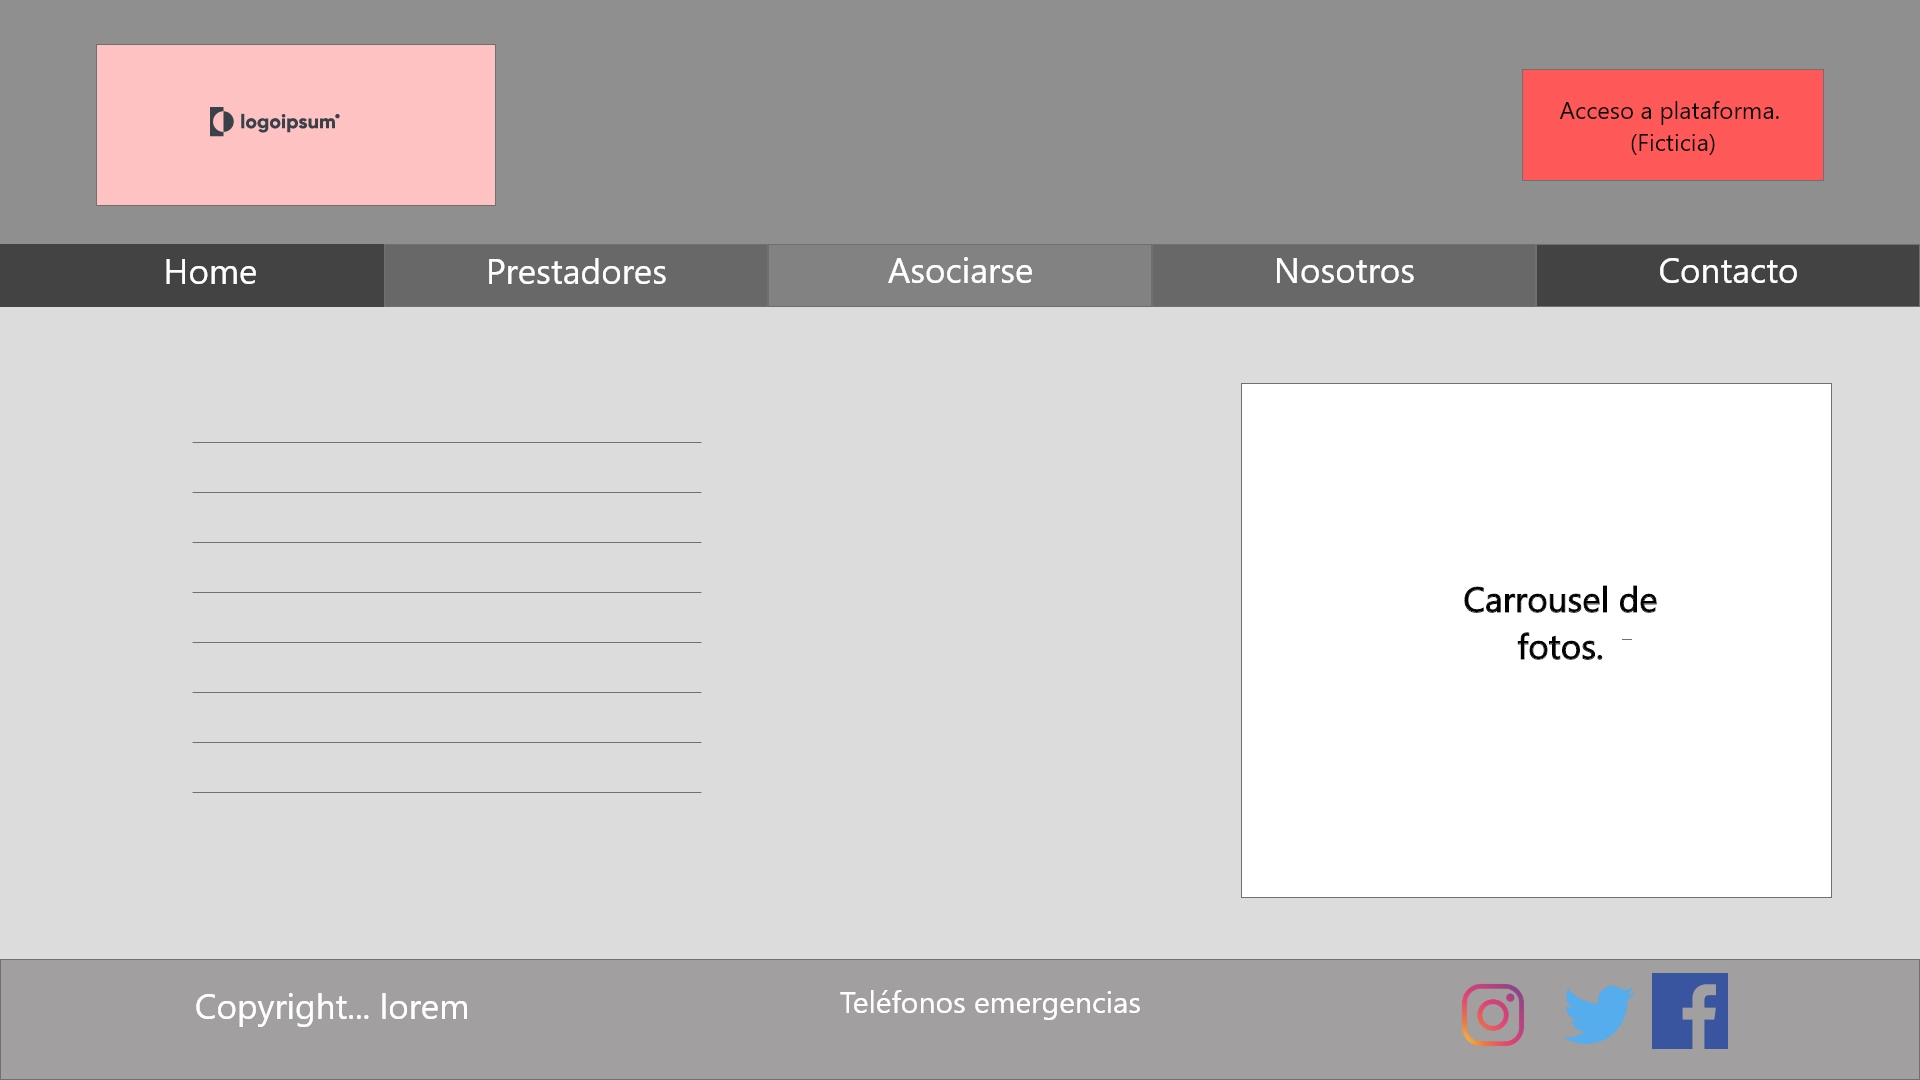 logoipsum
Acceso a plataforma.
(Ficticia)
Home
Prestadores
Asociarse
Nosotros
Contacto
Carrousel de
fotos.
Copyright... lorem
Teléfonos emergencias